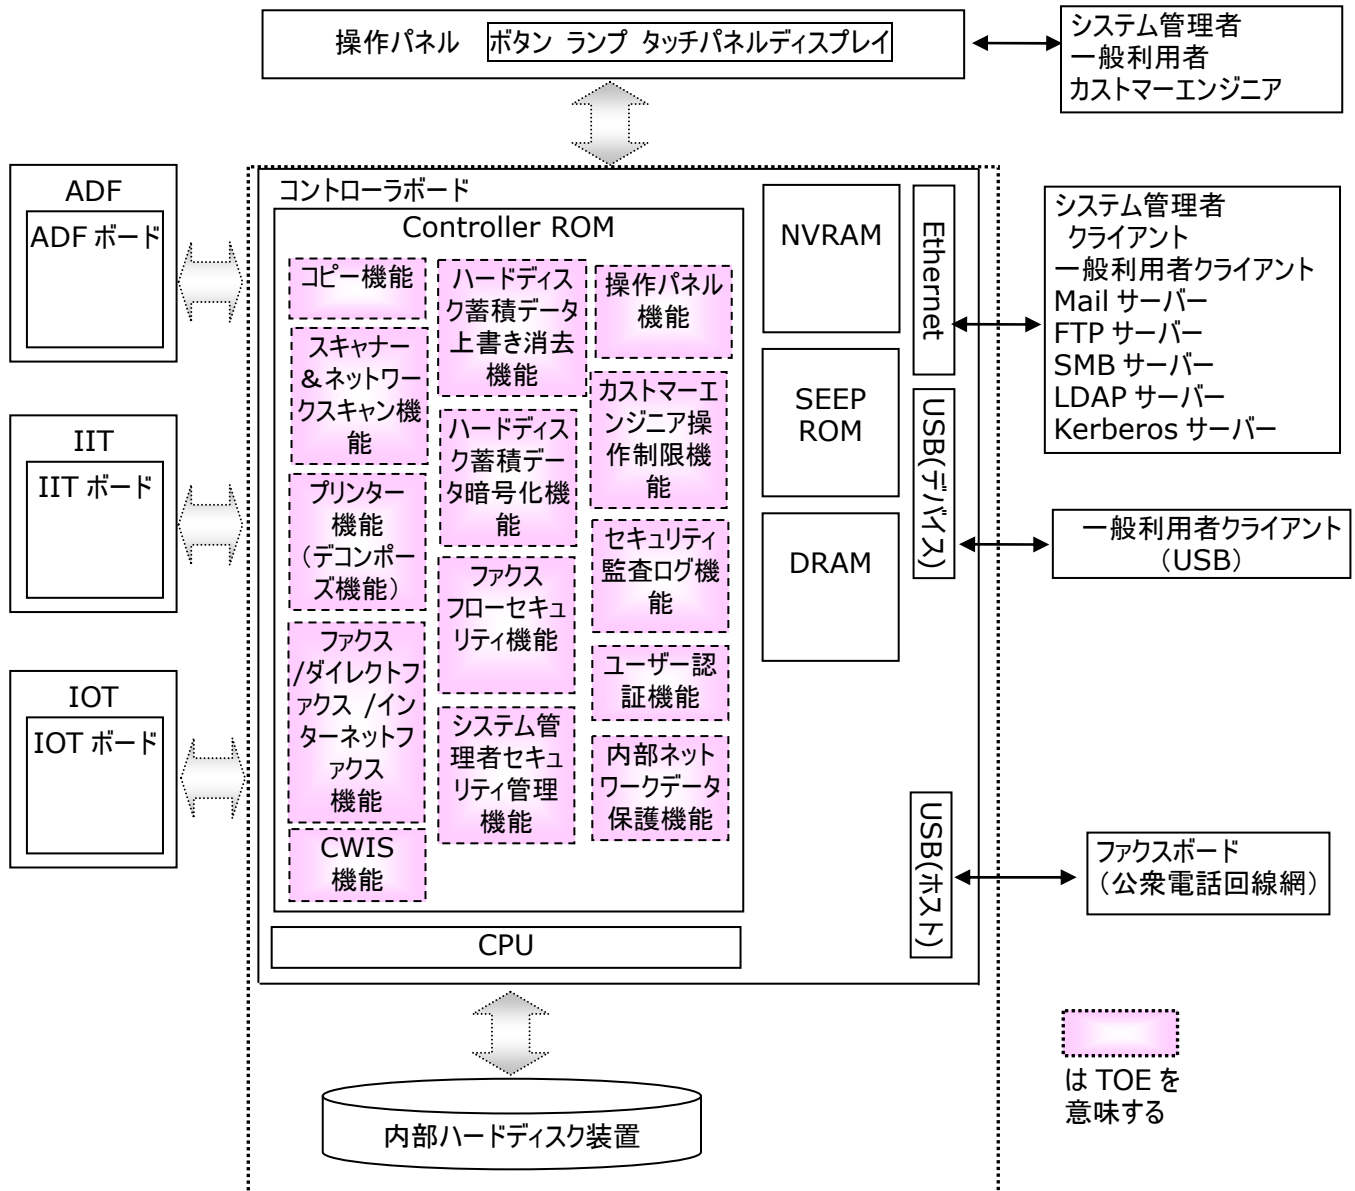 操作パネル ボタン ランプ タッチパネルディスプレイ
システム管理者
一般利用者
カストマーエンジニア
ADF
ADF ボード
IIT
IIT ボード
IOT
IOT ボード
コントローラボード
Controller ROM
コピー機能
スキャナー
&ネットワー
クスキャン機
能
プリンター
機能
(デコンポー
ズ機能)
ファクス
/ダイレクトフ
ァクス /イン
ターネットフ
ァクス
機能
CWIS
機能
ハードディス
ク蓄積データ
上書き消去
機能
ハードディス
ク蓄積デー
タ暗号化機
能
ファクス
フローセキュ
リティ機能
システム管
理者セキュ
リティ管理
機能
操作パネル
機能
カストマーエ
ンジニア操
作制限機
能
セキュリティ
監査ログ機
能
ユーザー認
証機能
内部ネット
ワークデータ
保護機能
CPU
NVRAM
SEEP
ROM
DRAM
Ethernet
USB(デバイス)
USB(ホスト)
システム管理者
クライアント
一般利用者クライアント
Mail サーバー
FTP サーバー
SMB サーバー
LDAP サーバー
Kerberos サーバー
一般利用者クライアント
(USB)
ファクスボード
(公衆電話回線網)
内部ハードディスク装置
は TOE を
意味する